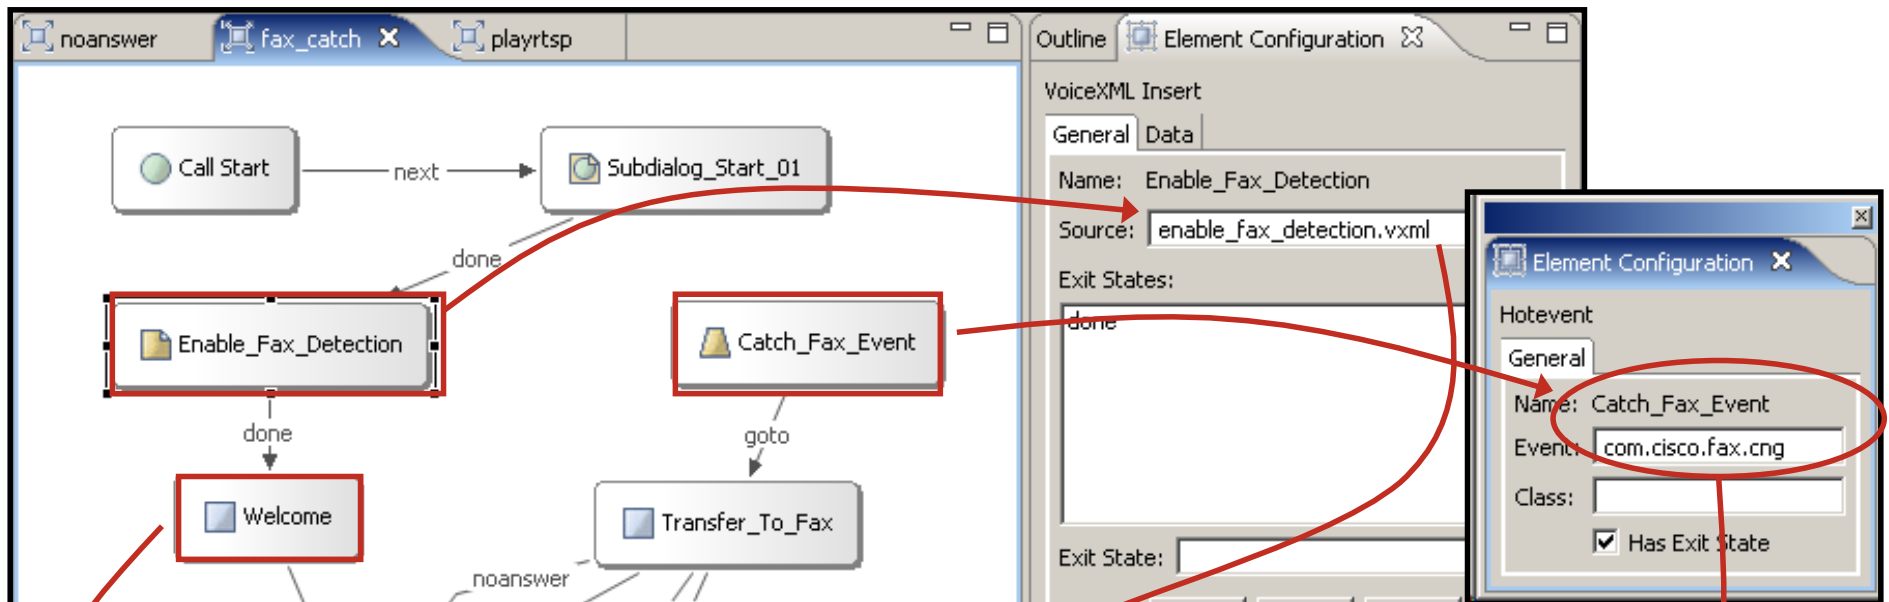 noanswer
fax_catch
playrtsp
Call Start
next
Subdialog_Start_01
done
Enable_Fax_Detection
Catch_Fax_Event
done
goto
Welcome
Transfer_To_Fax
noanswer
Outline
Element Configuration
VoiceXML Insert
General
Data
Name: Enable_Fax_Detection
Source: enable_fax_detection.vxml
Exit States:
done
Exit State:
Element Configuration
Hotevent
General
Name: Catch_Fax_Event
Event: com.cisco.fax.cng
Class:
Has Exit State